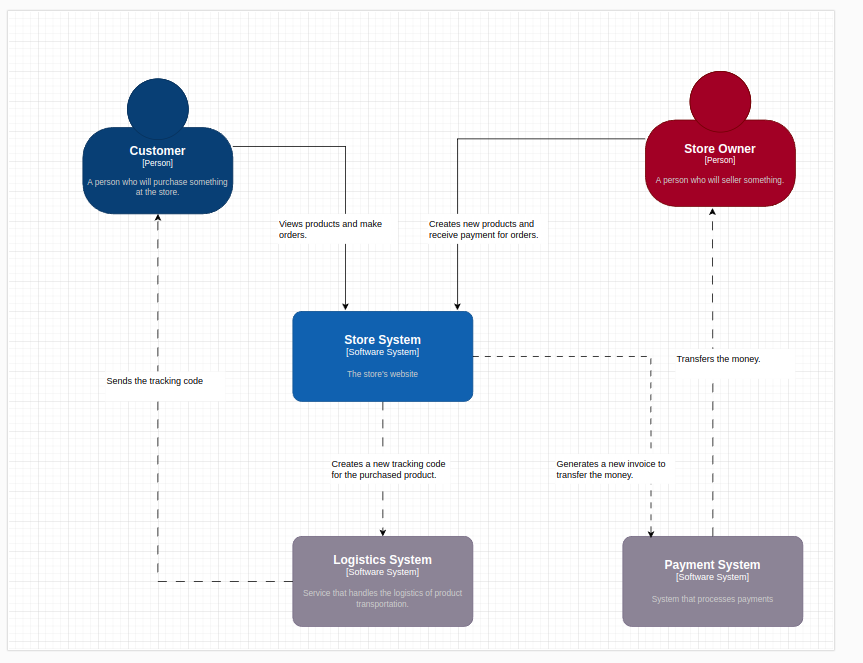 Customer
[Person]
A person who will purchase something
at the store.
Store Owner
[Person]
A person who will seller something.
Views products and make
orders.
Creates new products and
receive payment for orders.
Store System
[Software System]
The store's website
Sends the tracking code
Transfers the money.
Creates a new tracking code
for the purchased product.
Generates a new invoice to
transfer the money.
Logistics System
[Software System]
Service that handles the logistics of product
transportation.
Payment System
[Software System]
System that processes payments